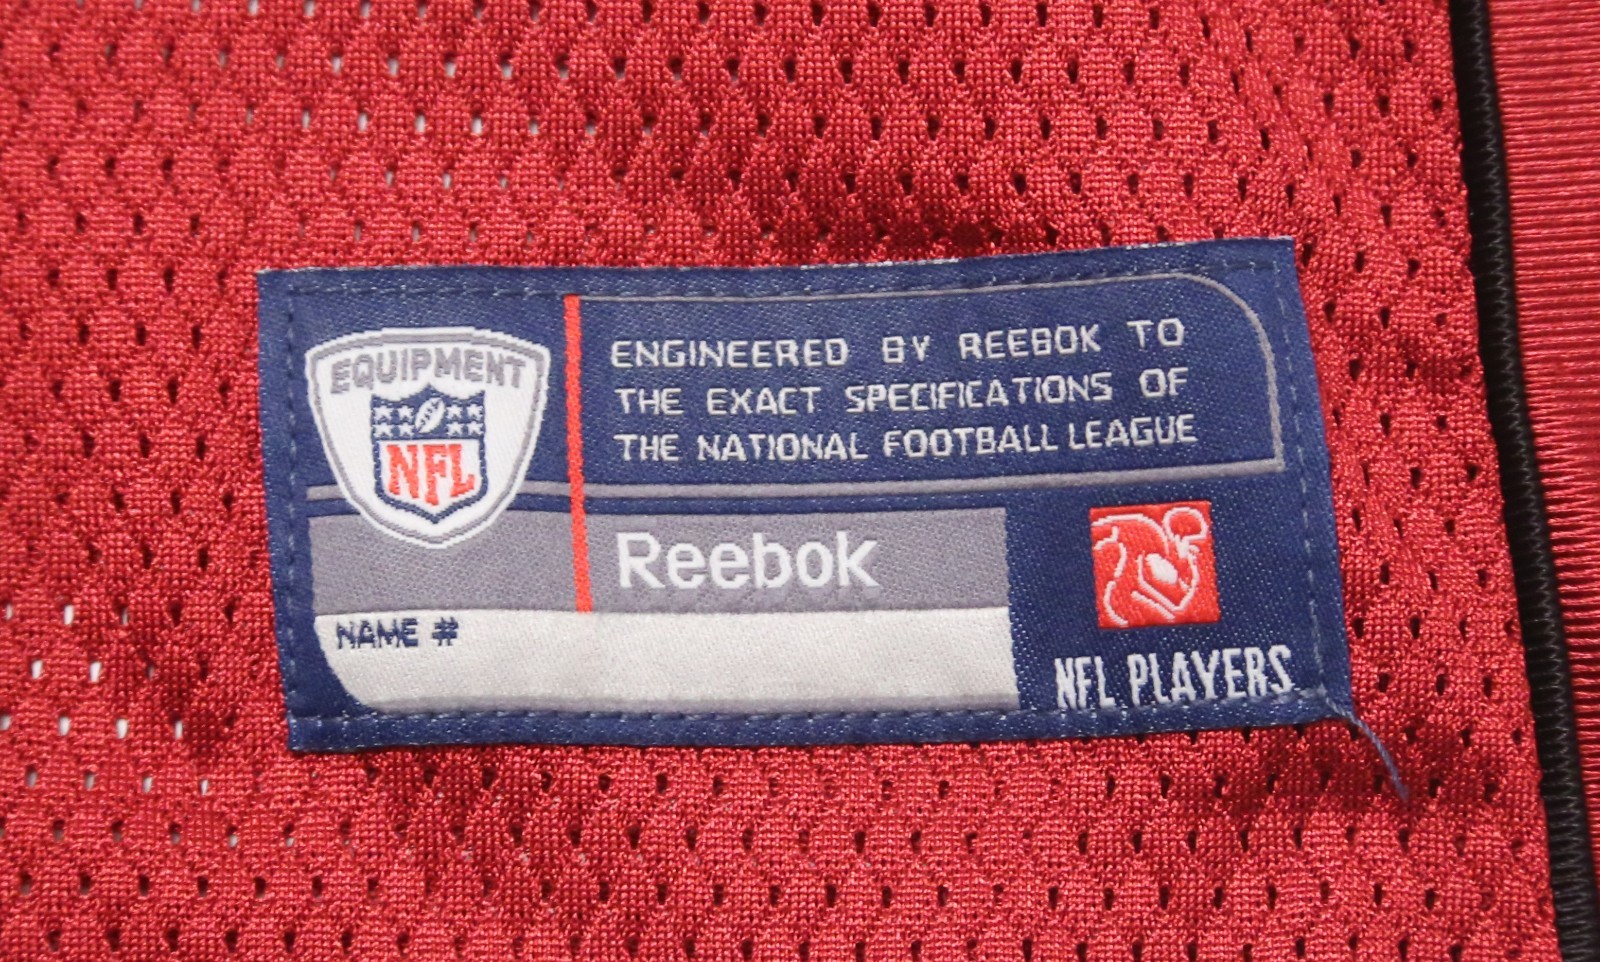 EQUIPMENT
NFL
ENGINEERED BY REEBOK TO
THE EXACT SPECIFICATIONS OF
THE NATIONAL FOOTBALL LEAGUE
Reebok
NAME #
NFL PLAYERS